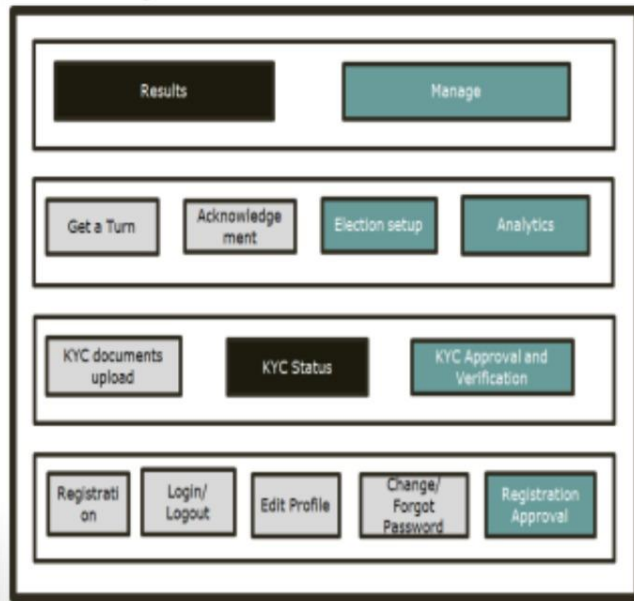 Results
Manage
Get a Turn
Acknowledge
ment
Election setup
Analytics
KYC documents
upload
KYC Status
KYC Approval and
Verification
Registrati
on
Login/
Logout
Edit Profile
Change/
Forgot
Password
Registration
Approval